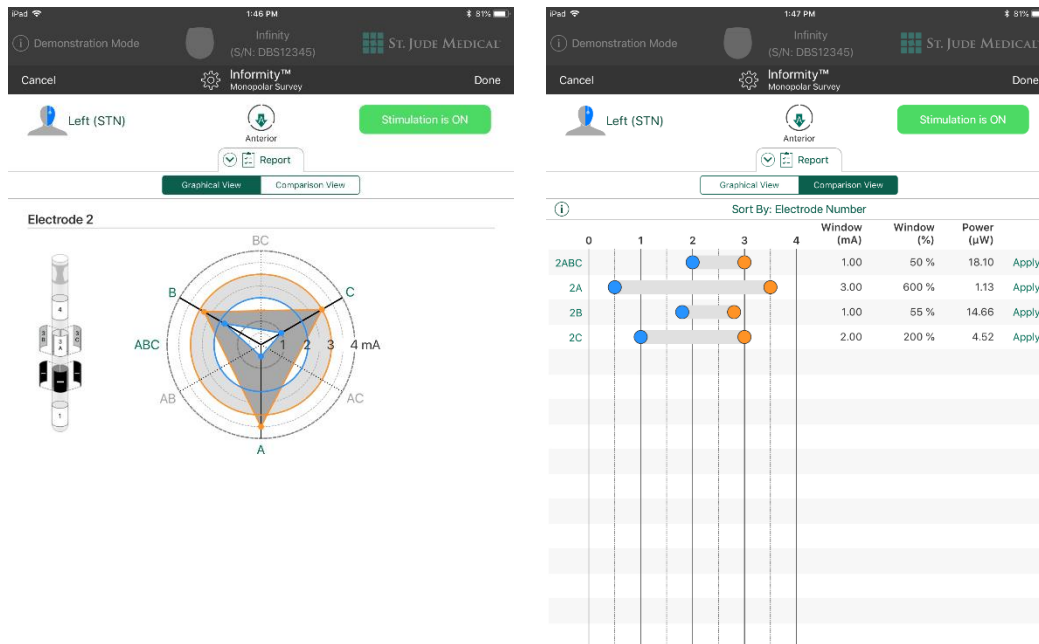 iPad 1:46 PM 81%
Demonstration Mode
Infinity
(S/N: DBS12345)
ST. JUDE MEDICAL
Cancel
Informity™
Monopolar Survey
Done
Left (STN)
Anterior
Stimulation is ON
Report
Graphical View Comparison View
Electrode 2
BC
B C
ABC 1 2 3 4 mA
AB AC
A
4
3
B
3
A
3
C
1
iPad 1:47 PM 81%
Demonstration Mode
Infinity
(S/N: DBS12345)
ST. JUDE MEDICAL
Cancel
Informity™
Monopolar Survey
Done
Left (STN)
Anterior
Stimulation is ON
Report
Graphical View Comparison View
Sort By: Electrode Number
0 1 2 3 4 Window (mA) Window (%) Power (µW)
2ABC 1.00 50 % 18.10 Apply
2A 3.00 600 % 1.13 Apply
2B 1.00 55 % 14.66 Apply
2C 2.00 200 % 4.52 Apply